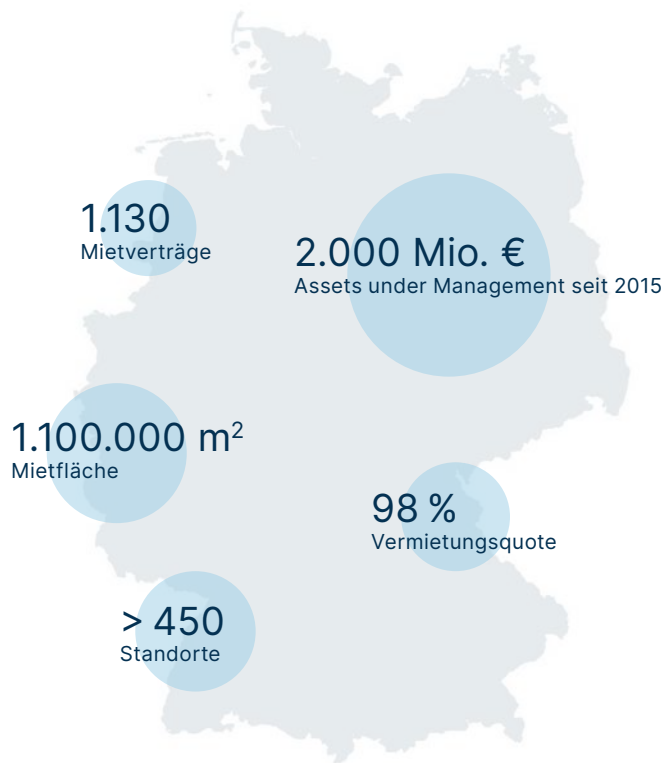 1.130
Mietverträge
2.000 Mio. €
Assets under Management seit 2015
1.100.000 m²
Mietfläche
98 %
Vermietungsquote
> 450
Standorte